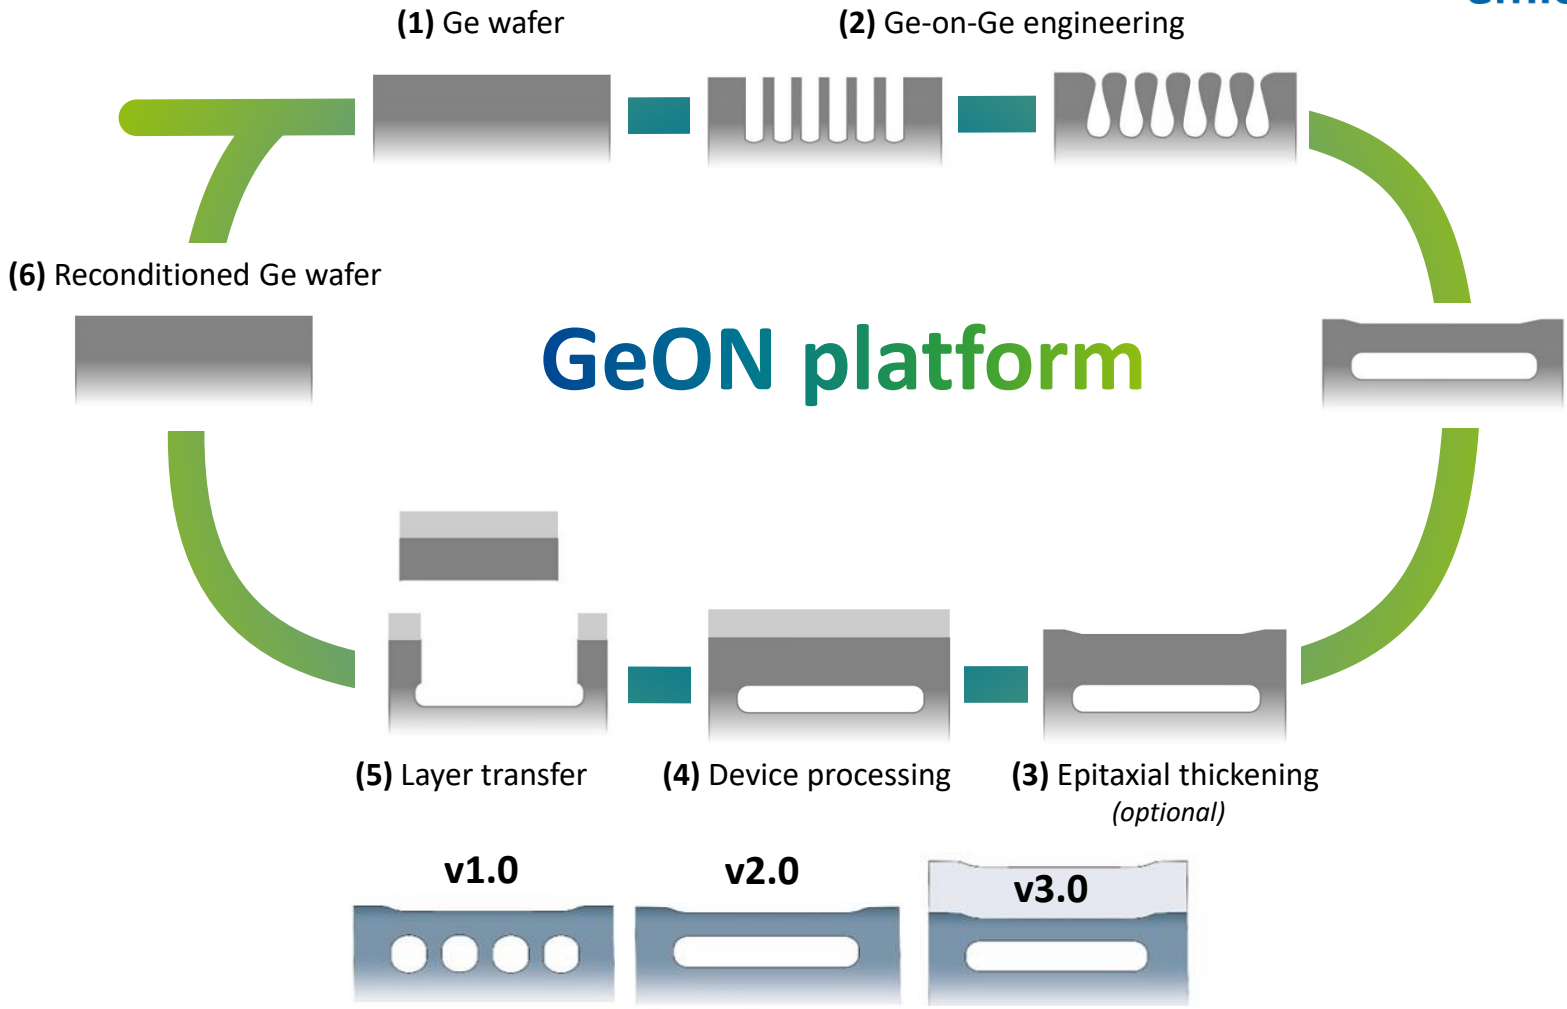 (1) Ge wafer
(2) Ge-on-Ge engineering
(6) Reconditioned Ge wafer
GeON platform
(5) Layer transfer
(4) Device processing
(3) Epitaxial thickening
(optional)
v1.0
v2.0
v3.0